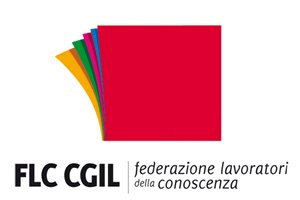 FLC CGIL
federazione lavoratori
della conoscenza